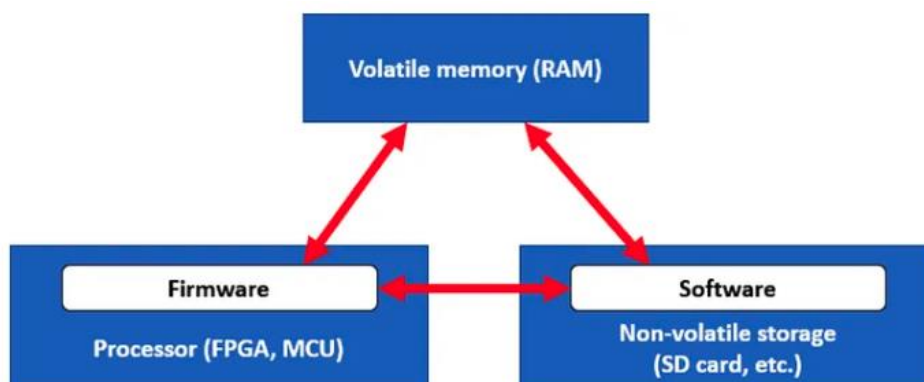 Volatile memory (RAM)
Firmware
Software
Processor (FPGA, MCU)
Non-volatile storage
(SD card, etc.)